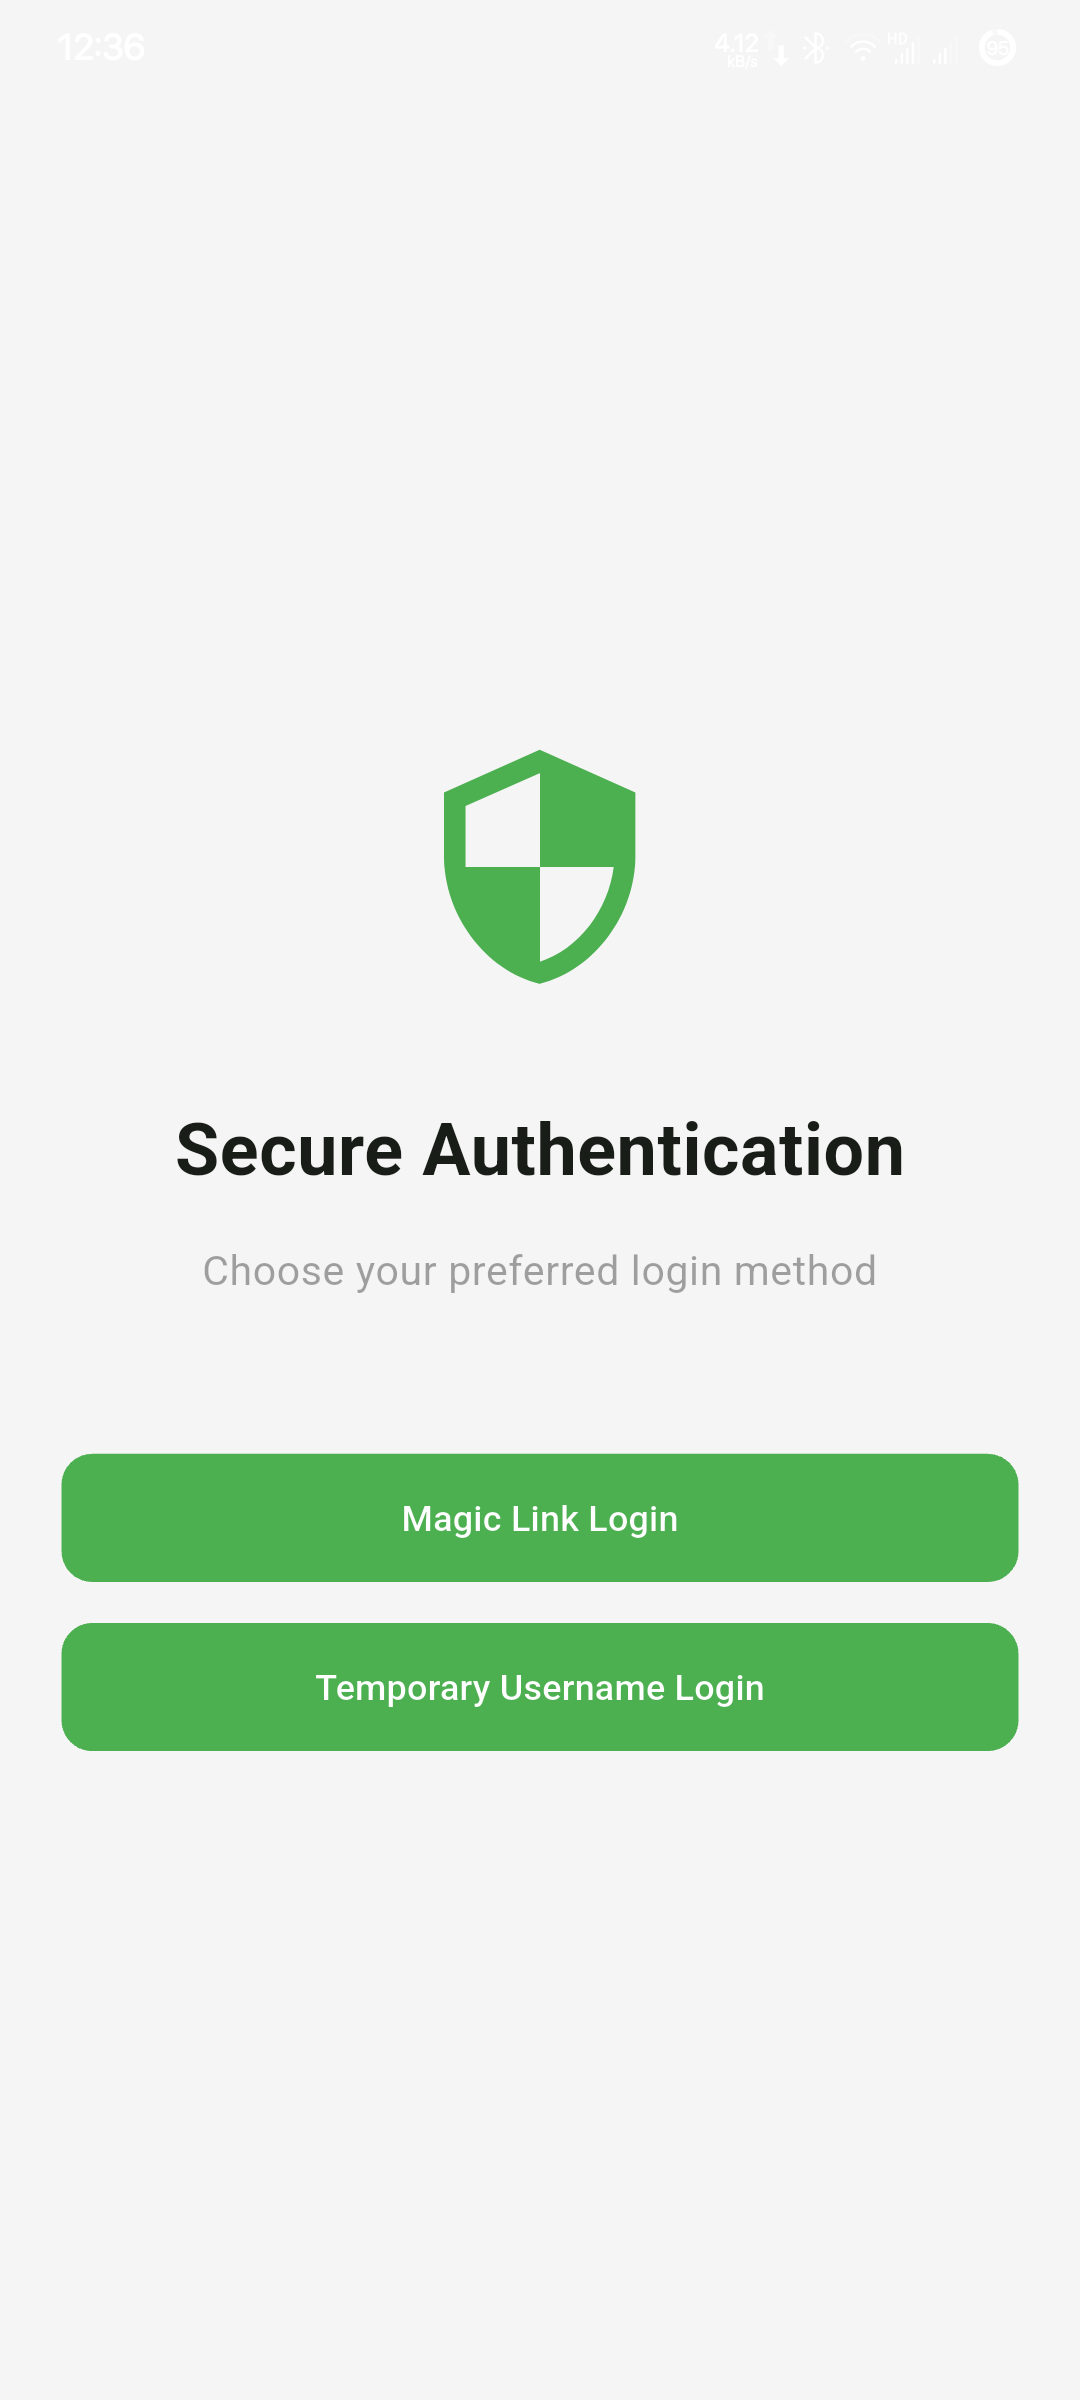 12:36 4.12 HD 95
kB/s
Secure Authentication
Choose your preferred login method
Magic Link Login
Temporary Username Login